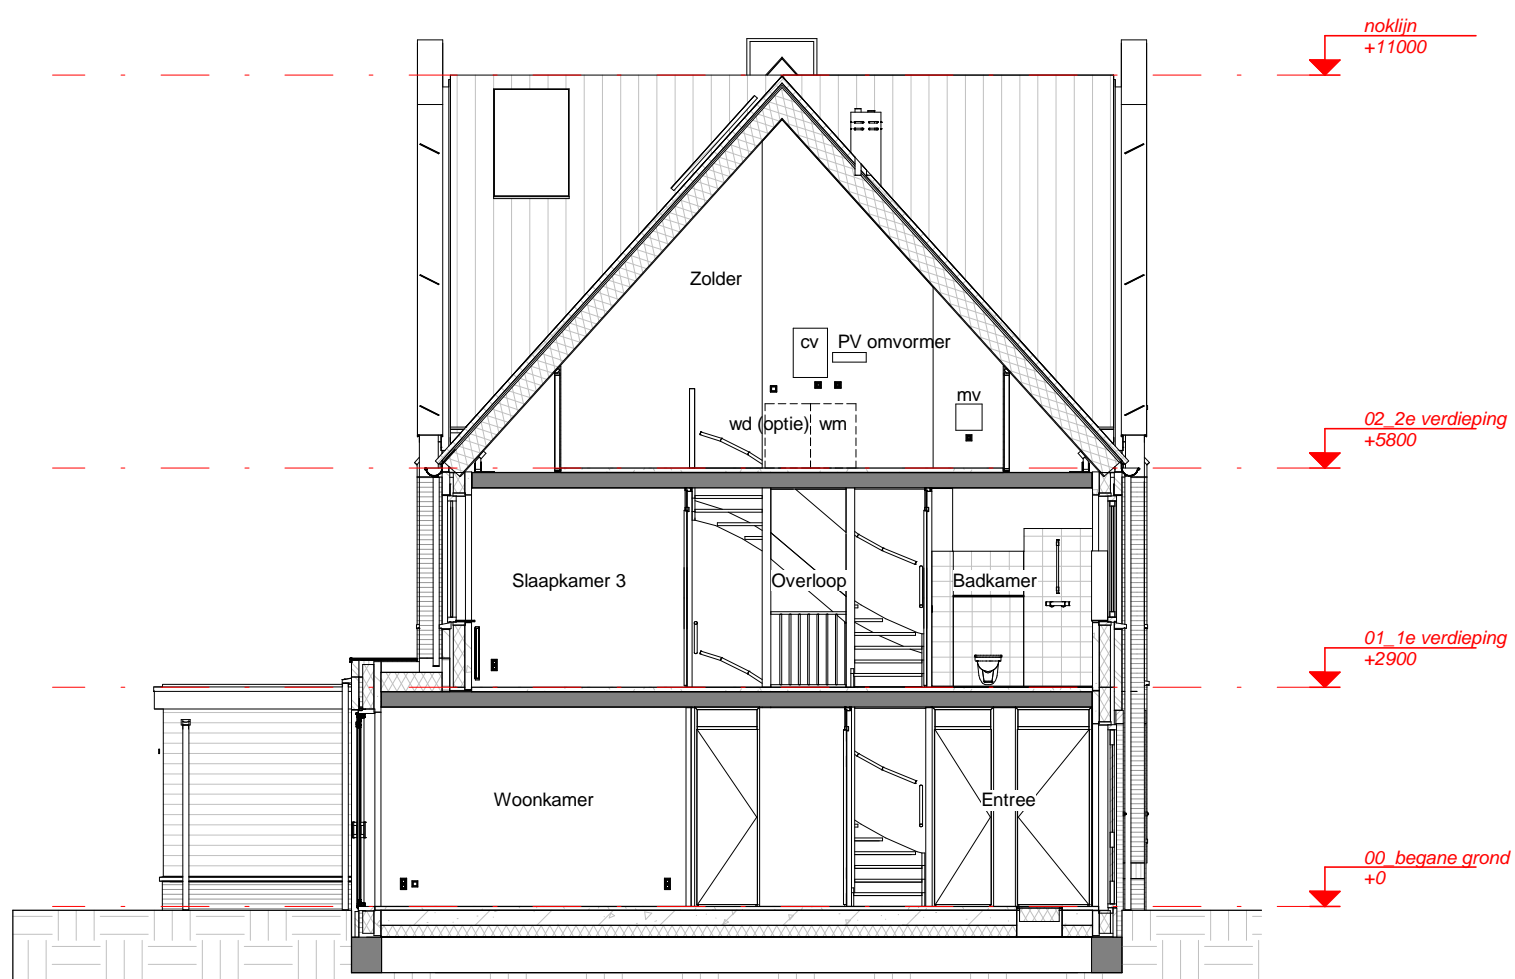 noklijn
+11000
Zolder
cv
PV omvormer
mv
wd (optie)
wm
02_2e verdieping
+5800
Slaapkamer 3
Overloop
Badkamer
01_1e verdieping
+2900
Woonkamer
Entree
00_begane grond
+0